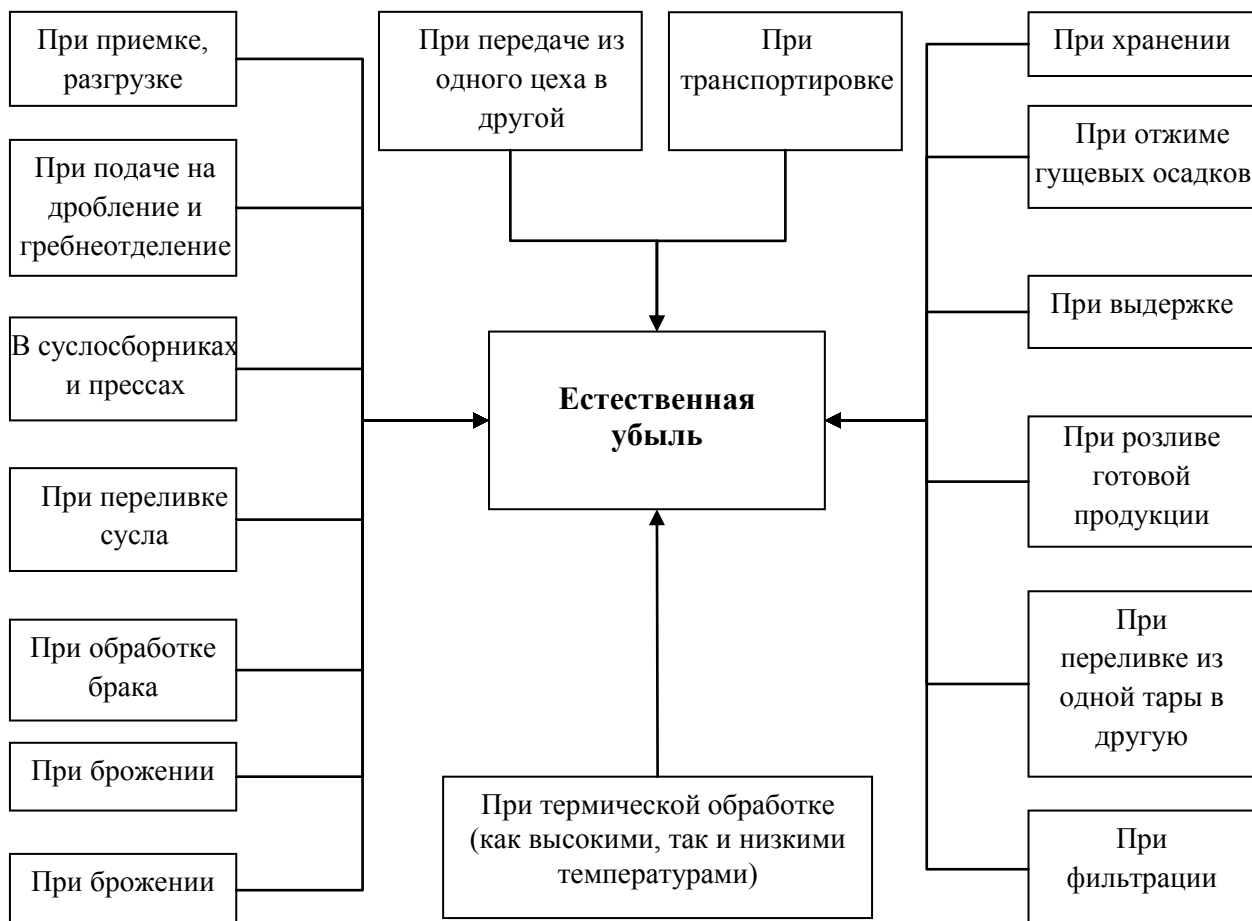 При приемке,
разгрузке
При подаче на
дробление и
гребнеотделение
В суслосборниках
и прессах
При переливке
сусла
При обработке
брака
При брожении
При брожении
При передаче из
одного цеха в
другой
При
транспортировке
Естественная
убыль
При термической обработке
(как высокими, так и низкими
температурами)
При хранении
При отжиме
гущевых осадков
При выдержке
При розливе
готовой
продукции
При
переливке из
одной тары в
другую
При
фильтрации